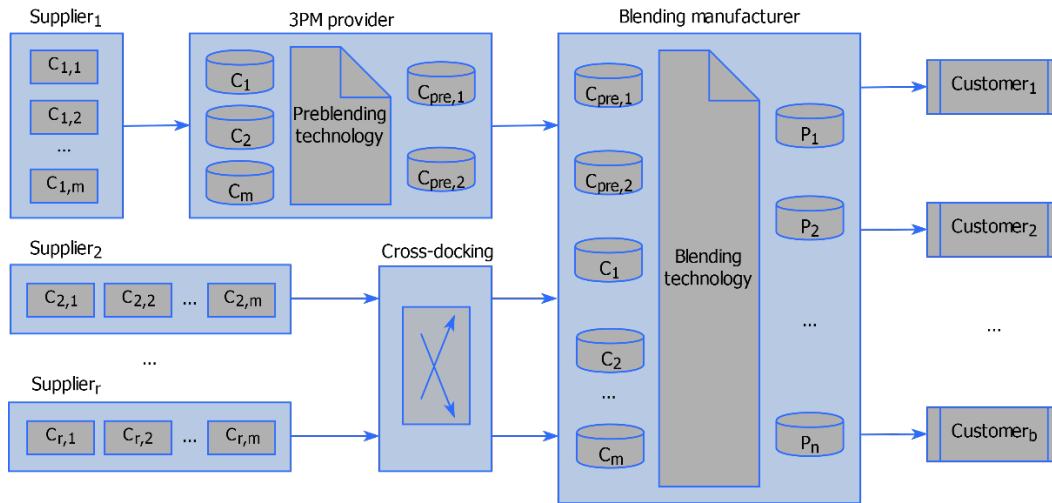 Supplier₁
C₁,₁
C₁,₂
...
C₁,ₘ
3PM provider
C₁
C₂
Cₘ
Preblending
technology
Cpre,1
Cpre,2
Blending manufacturer
Cpre,1
Cpre,2
C₁
C₂
...
Cₘ
Blending
technology
P₁
P₂
...
Pₙ
Customer₁
Customer₂
...
Customerb
Supplier₂
C₂,₁ C₂,₂ ... C₂,ₘ
...
Supplierᵣ
Cᵣ,₁ Cᵣ,₂ ... Cᵣ,ₘ
Cross-docking